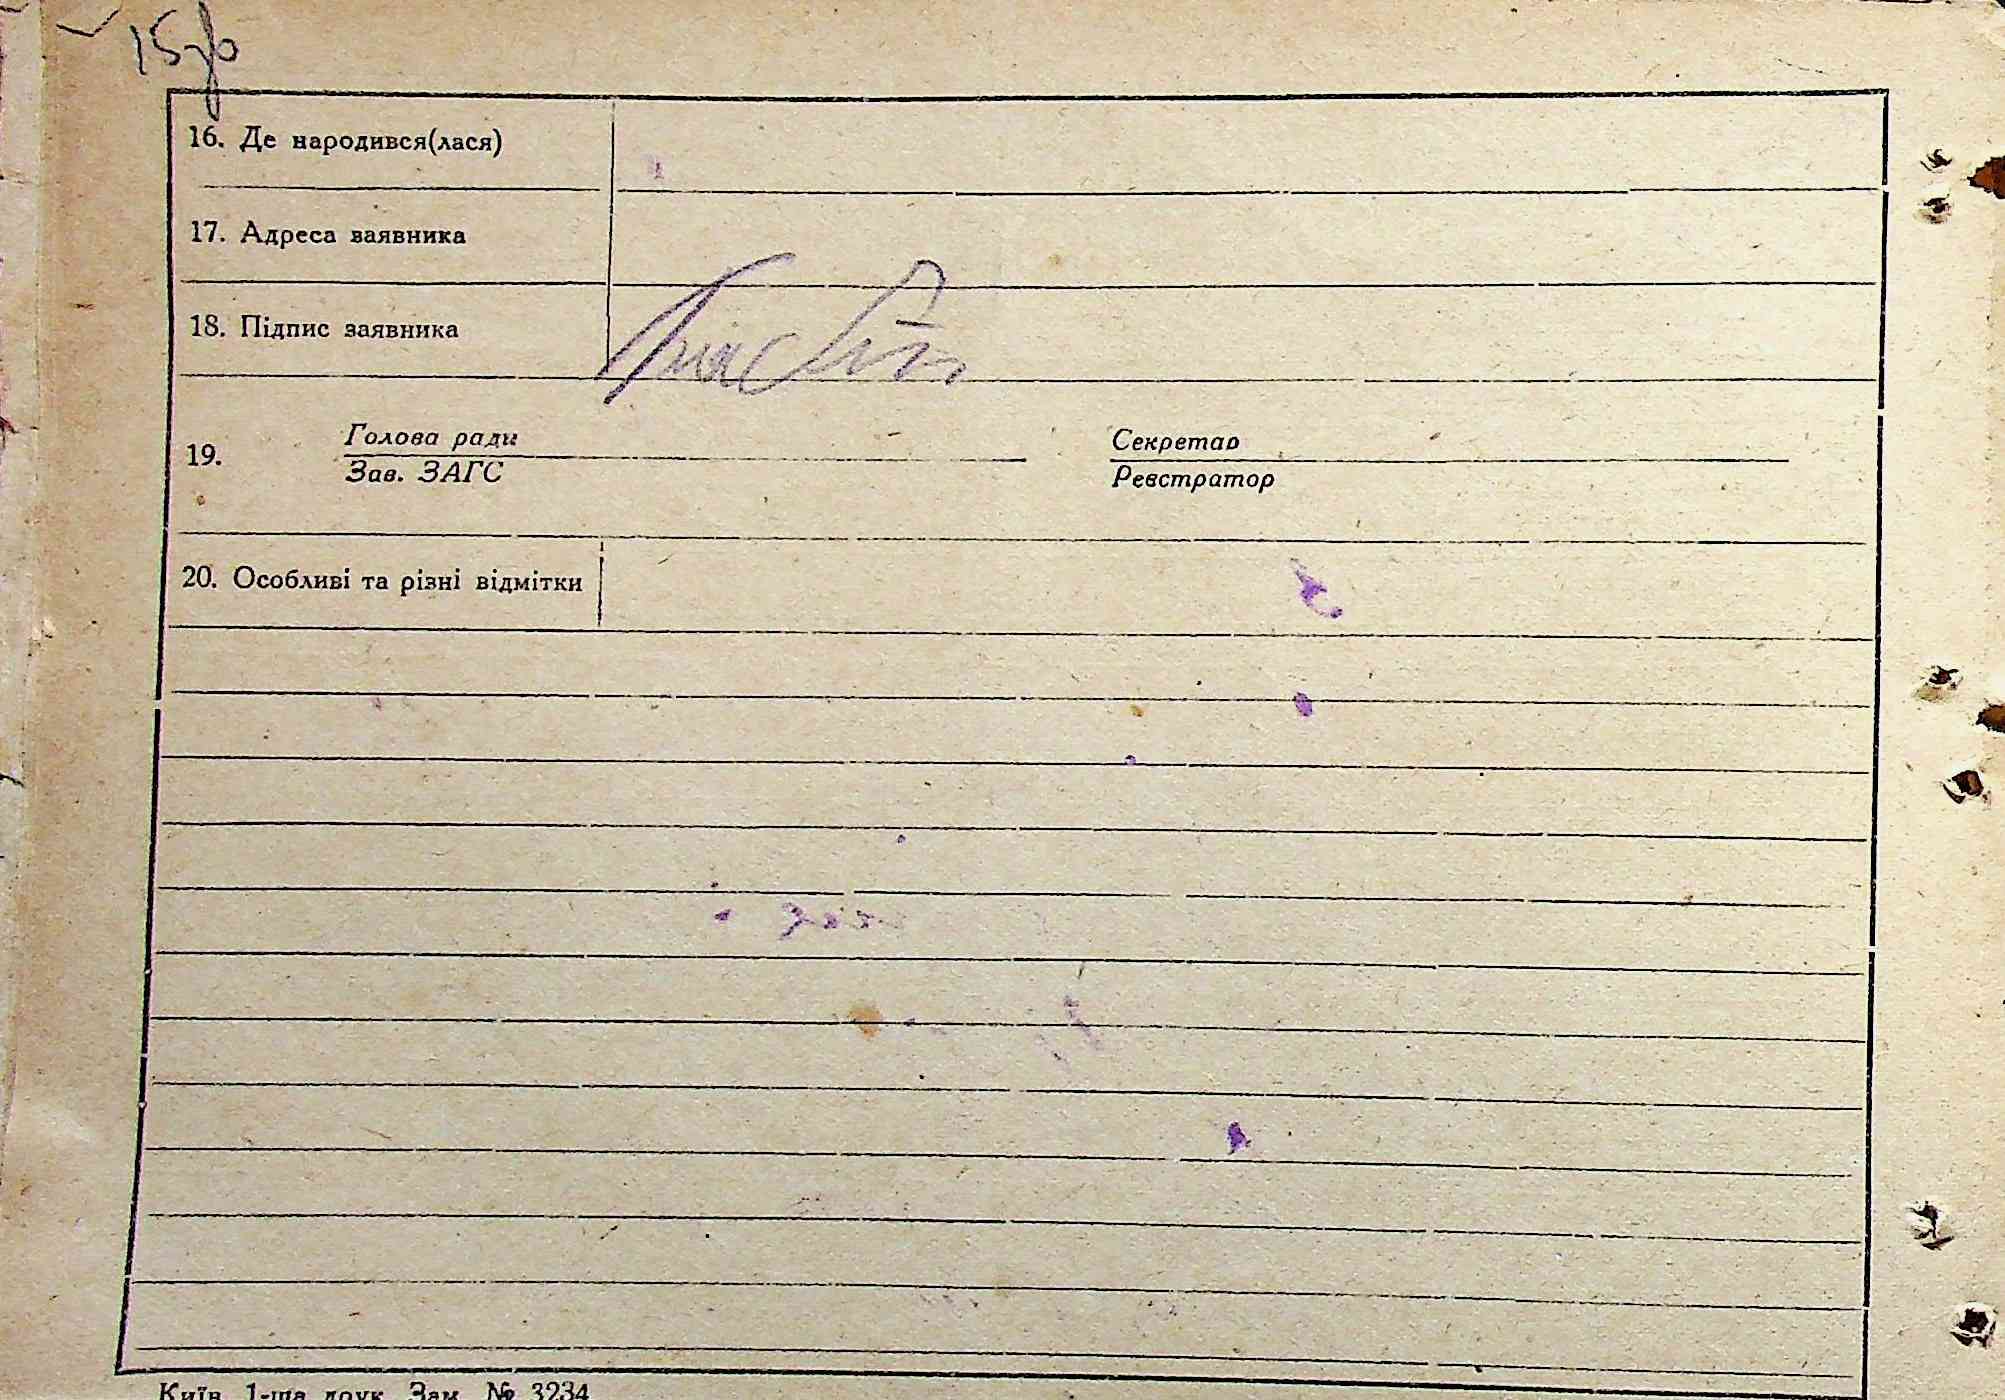 16. Де народився(лася)
17. Адреса заявника
18. Підпис заявника
19. Голова ради Секретар
Зав. ЗАГС Реєстратор
20. Особливі та різні відмітки
Київ, 1-ша друк. Зам. № 3234